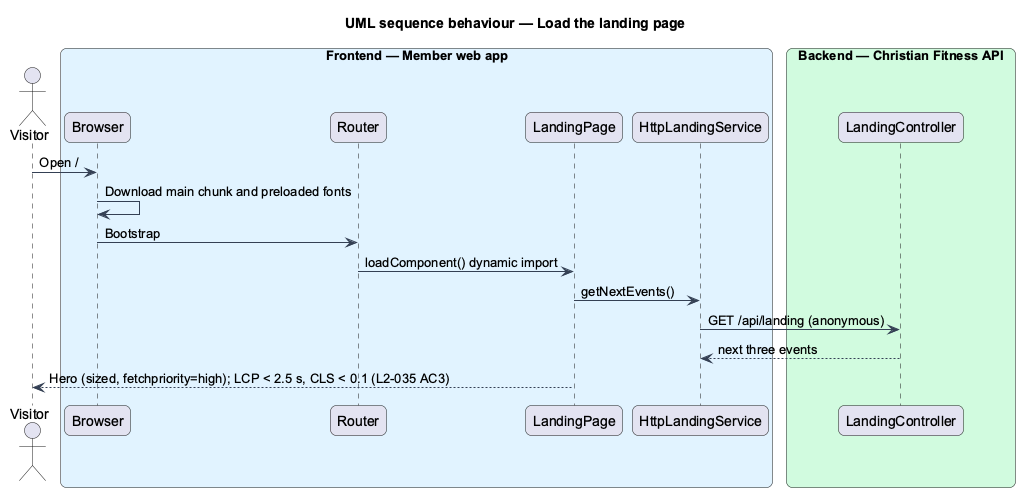 UML sequence behaviour — Load the landing page
Frontend — Member web app
Backend — Christian Fitness API
Visitor
Browser
Router
LandingPage
HttpLandingService
LandingController
Open /
Download main chunk and preloaded fonts
Bootstrap
loadComponent() dynamic import
getNextEvents()
GET /api/landing (anonymous)
next three events
Hero (sized, fetchpriority=high); LCP < 2.5 s, CLS < 0.1 (L2-035 AC3)
Visitor
Browser
Router
LandingPage
HttpLandingService
LandingController